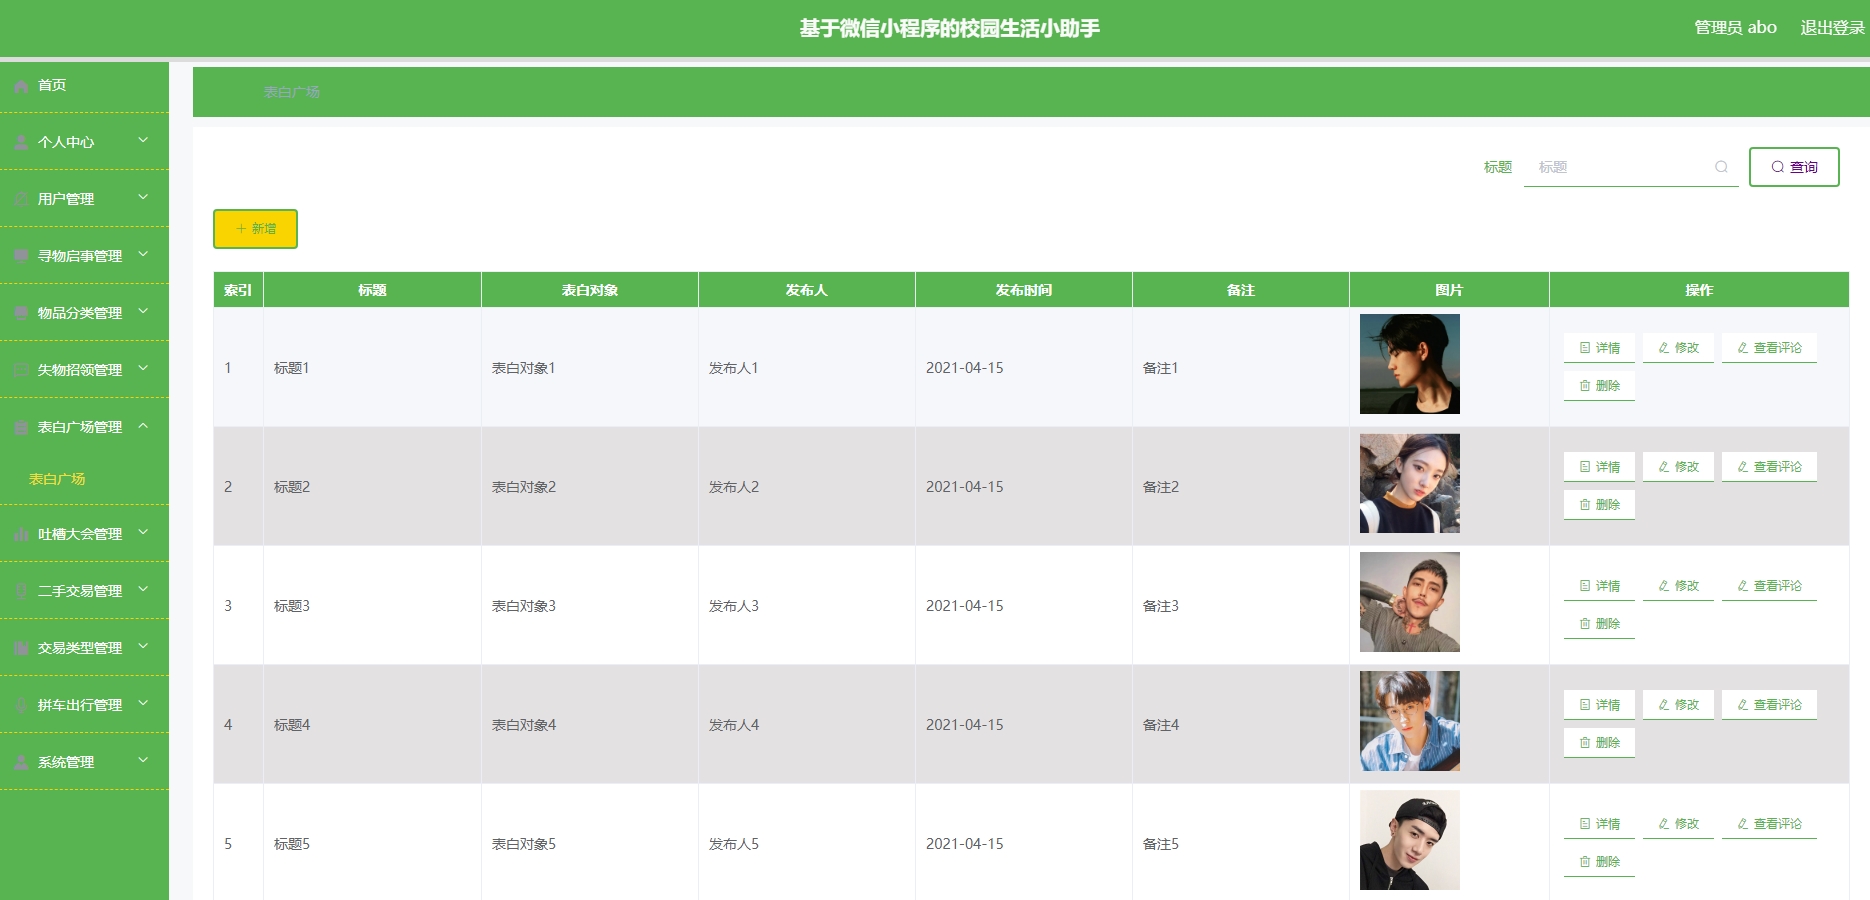 基于微信小程序的校园生活小助手
管理员 abo 退出登录
首页
个人中心
用户管理
寻物启事管理
物品分类管理
失物招领管理
表白广场管理
表白广场
吐槽大会管理
二手交易管理
交易类型管理
拼车出行管理
系统管理
表白广场
标题 标题 查询
新增
索引 标题 表白对象 发布人 发布时间 备注 图片 操作
1 标题1 表白对象1 发布人1 2021-04-15 备注1 详情 修改 查看评论
删除
2 标题2 表白对象2 发布人2 2021-04-15 备注2 详情 修改 查看评论
删除
3 标题3 表白对象3 发布人3 2021-04-15 备注3 详情 修改 查看评论
删除
4 标题4 表白对象4 发布人4 2021-04-15 备注4 详情 修改 查看评论
删除
5 标题5 表白对象5 发布人5 2021-04-15 备注5 详情 修改 查看评论
删除